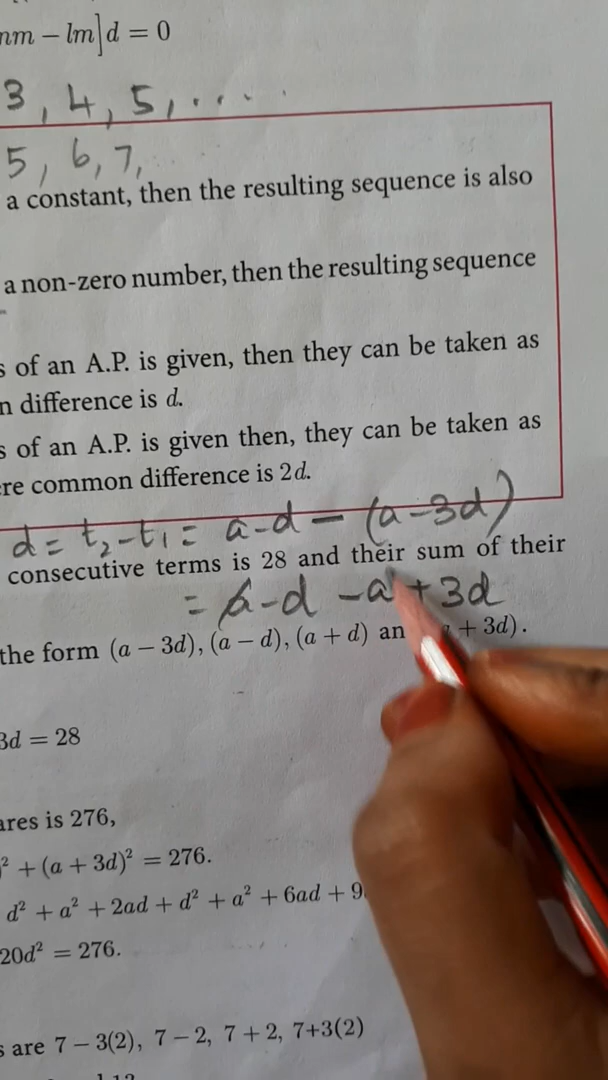 nm – lm]d = 0
3, 4, 5, . . . .
5, 6, 7,
a constant, then the resulting sequence is also
a non-zero number, then the resulting sequence
s of an A.P. is given, then they can be taken as
n difference is d.
s of an A.P. is given then, they can be taken as
re common difference is 2d.
d = t₂ – t₁ = a – d – (a – 3d)
consecutive terms is 28 and their sum of their
= a – d – a + 3d
the form (a – 3d), (a – d), (a + d) an + 3d).
3d = 28
ares is 276,
² + (a + 3d)² = 276.
d² + a² + 2ad + d² + a² + 6ad + 9
20d² = 276.
s are 7 – 3(2), 7 – 2, 7 + 2, 7+3(2)